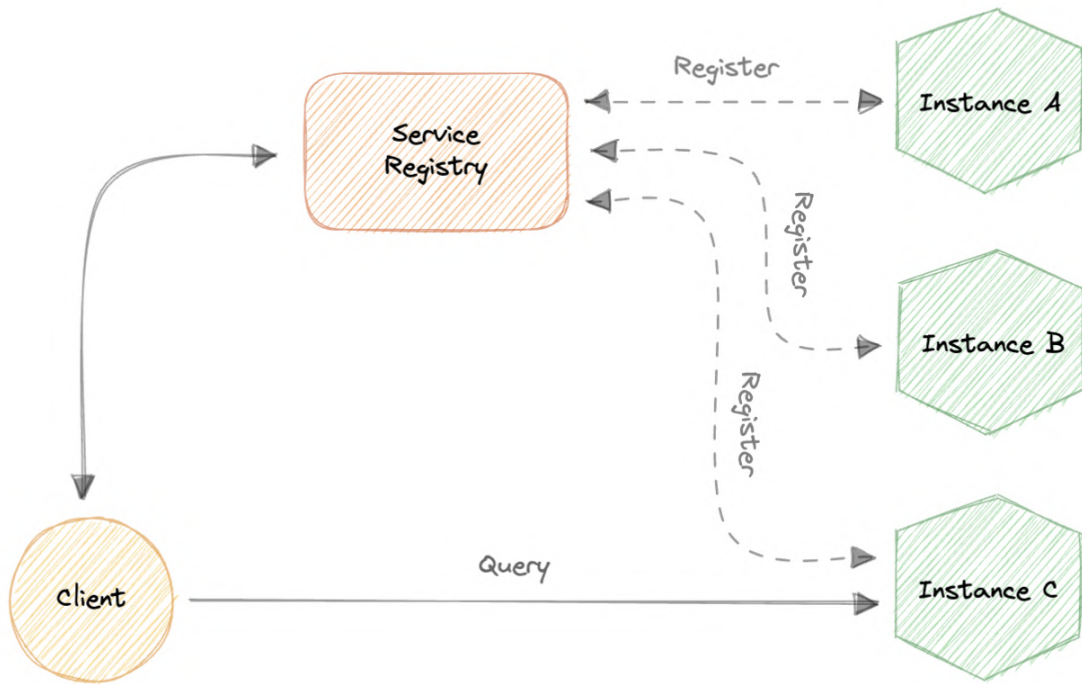 Register
Instance A
Service
Registry
Register
Instance B
Register
Query
Client
Instance C